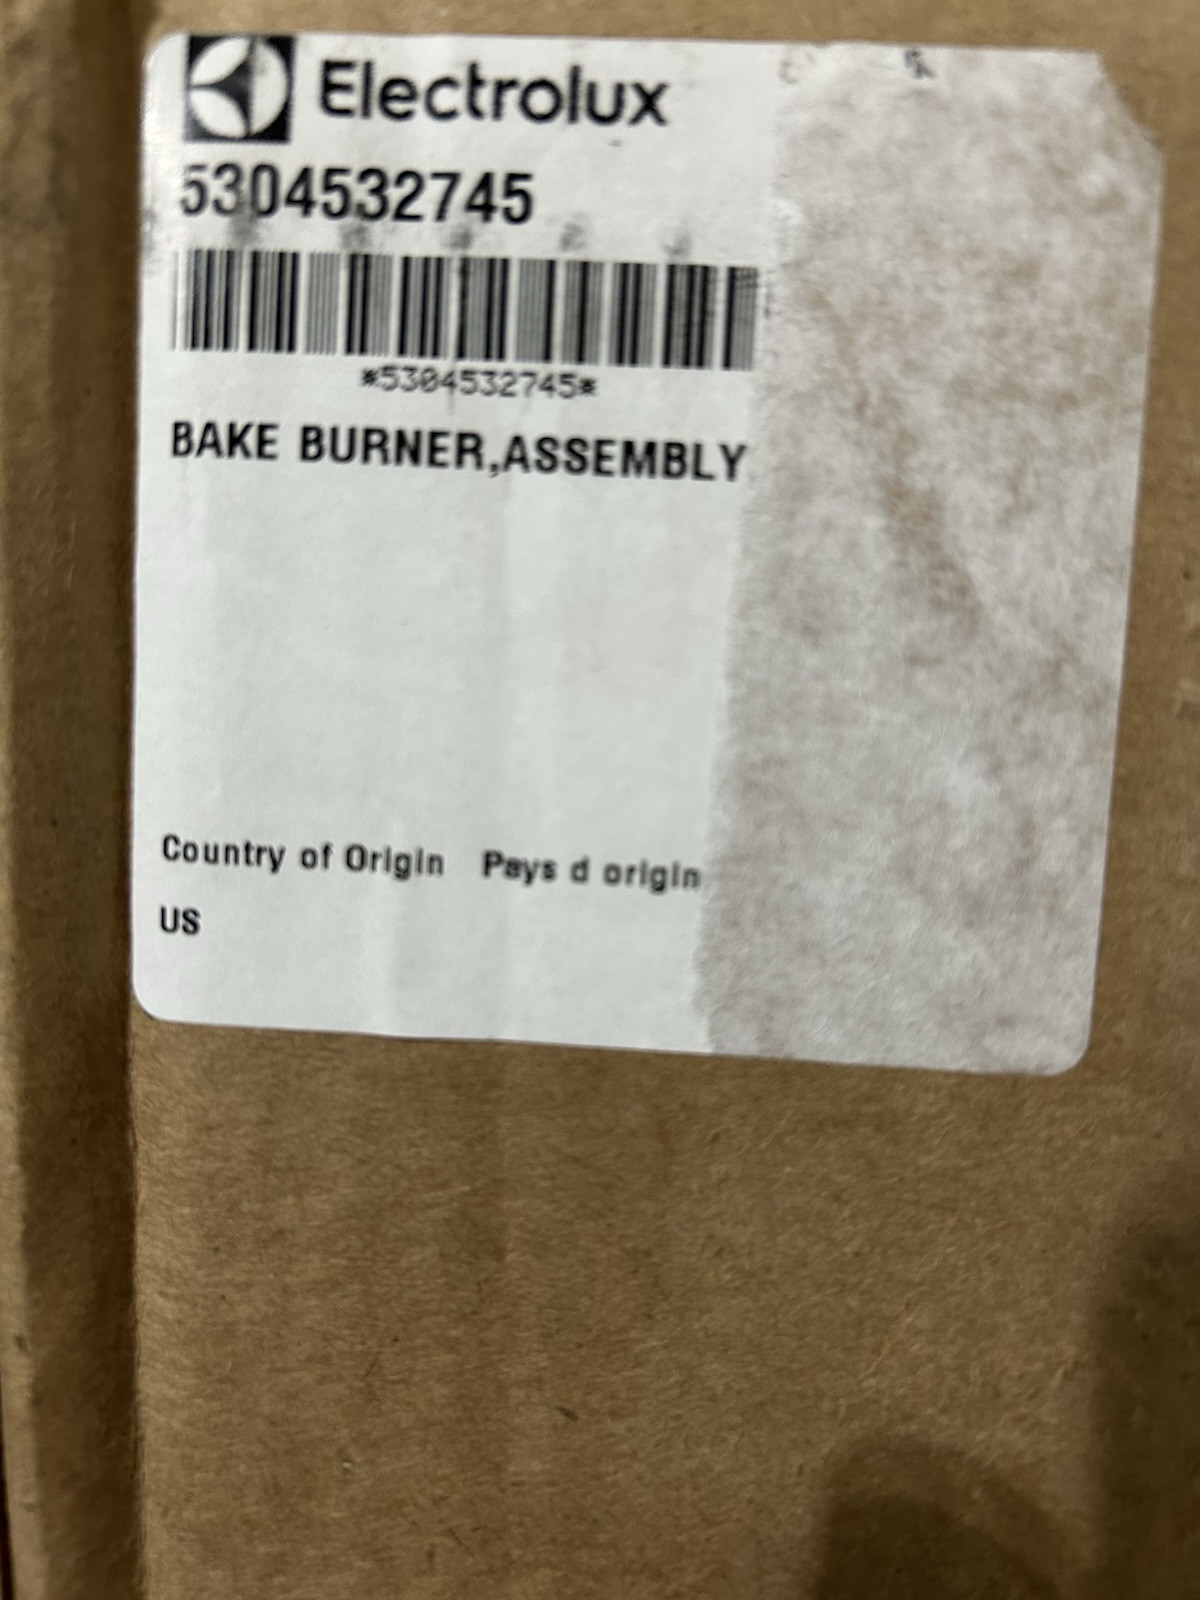 Electrolux
5304532745
*5304532745*
BAKE BURNER,ASSEMBLY
Country of Origin Pays d origin
US